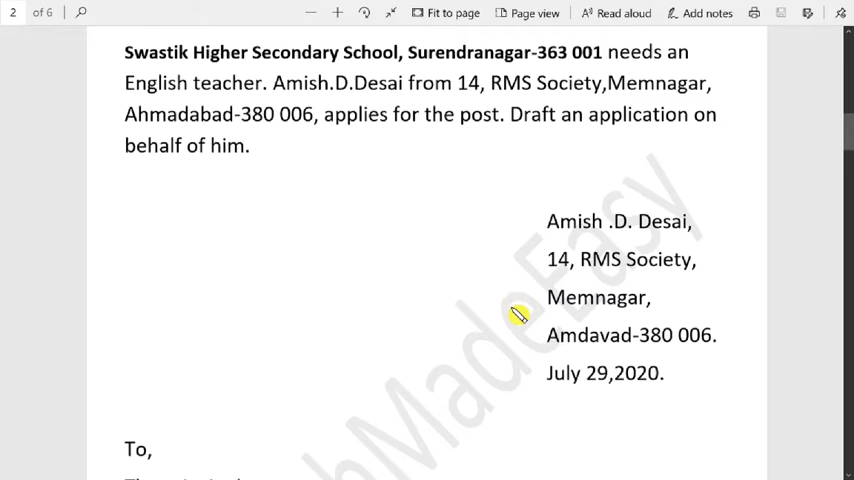 2 of 6 Fit to page Page view Read aloud Add notes
Swastik Higher Secondary School, Surendranagar-363 001 needs an
English teacher. Amish.D.Desai from 14, RMS Society,Memnagar,
Ahmadabad-380 006, applies for the post. Draft an application on
behalf of him.
Amish .D. Desai,
14, RMS Society,
Memnagar,
Amdavad-380 006.
July 29,2020.
To,